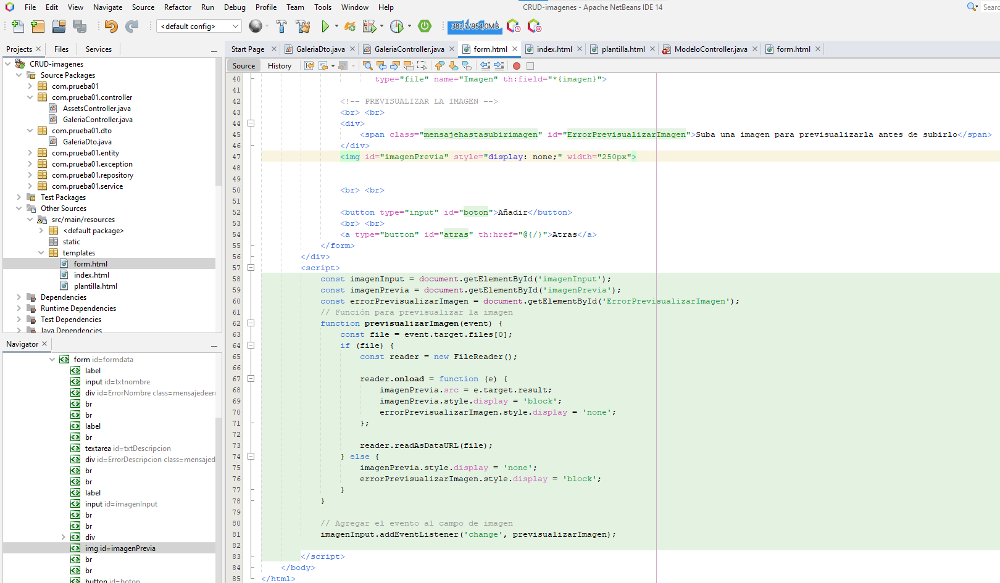 File Edit View Navigate Source Refactor Run Debug Profile Team Tools Window Help
CRUD-imagenes - Apache NetBeans IDE 14
<default config>
383,7/954,0MB
Projects Files Services
CRUD-imagenes
Source Packages
com.prueba01
com.prueba01.controller
AssetsController.java
GaleriaController.java
com.prueba01.dto
GaleriaDto.java
com.prueba01.entity
com.prueba01.exception
com.prueba01.repository
com.prueba01.service
Test Packages
Other Sources
src/main/resources
<default package>
static
templates
form.html
index.html
plantilla.html
Dependencies
Runtime Dependencies
Test Dependencies
Java Dependencies
Navigator
form id=formdata
label
input id=txtnombre
div id=ErrorNombre class=mensajedeerr
br
br
label
br
textarea id=txtDescripcion
div id=ErrorDescripcion class=mensajed
br
br
label
input id=imagenInput
br
br
div
img id=imagenPrevia
br
br
button id=boton
Start Page GaleriaDto.java GaleriaController.java form.html index.html plantilla.html ModeloController.java form.html
Source History
40 type="file" name="Imagen" th:field="*{imagen}">
41
42 <!-- PREVISUALIZAR LA IMAGEN -->
43 <br> <br>
44 <div>
45 <span class="mensajehastasubirimagen" id="ErrorPrevisualizarImagen">Suba una imagen para previsualizarla antes de subirlo</span>
46 </div>
47 <img id="imagenPrevia" style="display: none;" width="250px">
48
49
50 <br> <br>
51
52 <button type="input" id="boton">Añadir</button>
53 <br> <br>
54 <a type="button" id="atras" th:href="@{/}">Atras</a>
55 </form>
56 </div>
57 <script>
58 const imagenInput = document.getElementById('imagenInput');
59 const imagenPrevia = document.getElementById('imagenPrevia');
60 const errorPrevisualizarImagen = document.getElementById('ErrorPrevisualizarImagen');
61 // Función para previsualizar la imagen
62 function previsualizarImagen(event) {
63 const file = event.target.files[0];
64 if (file) {
65 const reader = new FileReader();
66
67 reader.onload = function (e) {
68 imagenPrevia.src = e.target.result;
69 imagenPrevia.style.display = 'block';
70 errorPrevisualizarImagen.style.display = 'none';
71 };
72
73 reader.readAsDataURL(file);
74 } else {
75 imagenPrevia.style.display = 'none';
76 errorPrevisualizarImagen.style.display = 'block';
77 }
78 }
79
80 // Agregar el evento al campo de imagen
81 imagenInput.addEventListener('change', previsualizarImagen);
82
83 </script>
84 </body>
85 </html>